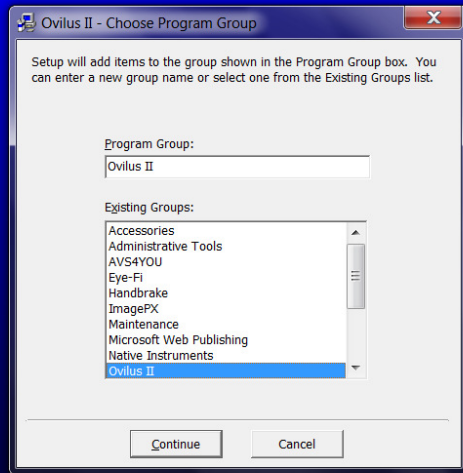 Ovilus II - Choose Program Group
X
Setup will add items to the group shown in the Program Group box. You
can enter a new group name or select one from the Existing Groups list.
Program Group:
Ovilus II
Existing Groups:
Accessories
Administrative Tools
AVS4YOU
Eye-Fi
Handbrake
ImagePX
Maintenance
Microsoft Web Publishing
Native Instruments
Ovilus II
Continue
Cancel